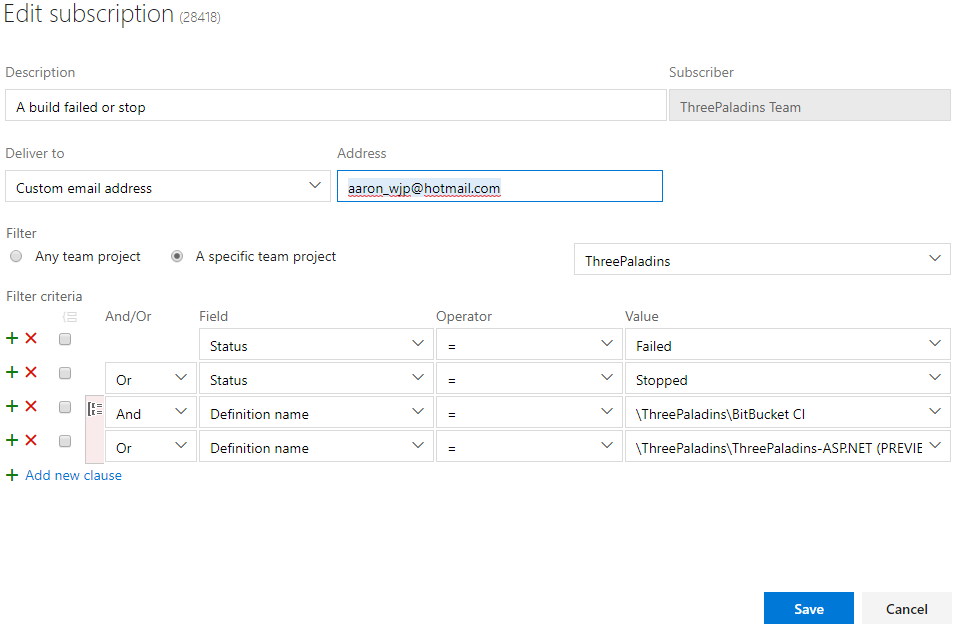 Edit subscription (28418)
Description Subscriber
A build failed or stop ThreePaladins Team
Deliver to Address
Custom email address aaron_wjp@hotmail.com
Filter
Any team project A specific team project ThreePaladins
Filter criteria
And/Or Field Operator Value
Status = Failed
Or Status = Stopped
And Definition name = \ThreePaladins\BitBucket CI
Or Definition name = \ThreePaladins\ThreePaladins-ASP.NET (PREVIE
Add new clause
Save Cancel